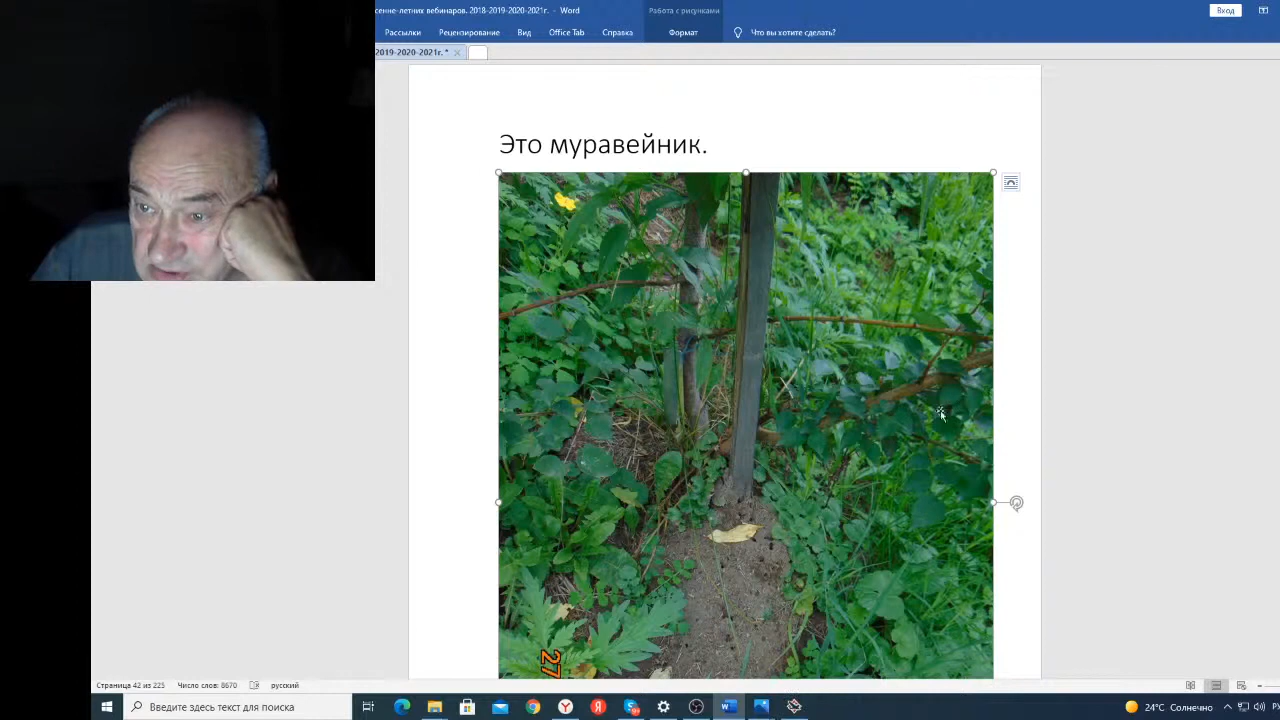 сенне-летних вебинаров. 2018-2019-2020-2021г. - Word
Работа с рисунками
Вход
Рассылки Рецензирование Вид Office Tab Справка Формат Что вы хотите сделать?
2019-2020-2021г. *
Это муравейник.
27
Страница 42 из 225 Число слов: 8670 русский
Введите здесь текст для поиска
24°C Солнечно